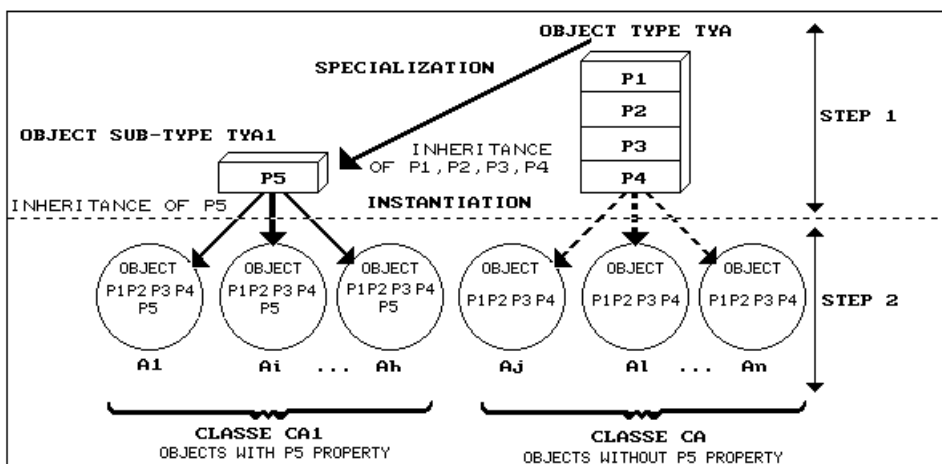 OBJECT TYPE TYA
SPECIALIZATION
P1
P2
P3
P4
STEP 1
OBJECT SUB-TYPE TYA1
INHERITANCE
OF P1,P2,P3,P4
P5
INHERITANCE OF P5
INSTANTIATION
OBJECT
P1P2 P3 P4
P5
OBJECT
P1P2 P3 P4
P5
OBJECT
P1P2 P3 P4
P5
OBJECT
P1P2 P3 P4
OBJECT
P1P2 P3 P4
OBJECT
P1P2 P3 P4
STEP 2
A1 Ai ... Ah Aj Al ... An
CLASSE CA1
OBJECTS WITH P5 PROPERTY
CLASSE CA
OBJECTS WITHOUT P5 PROPERTY